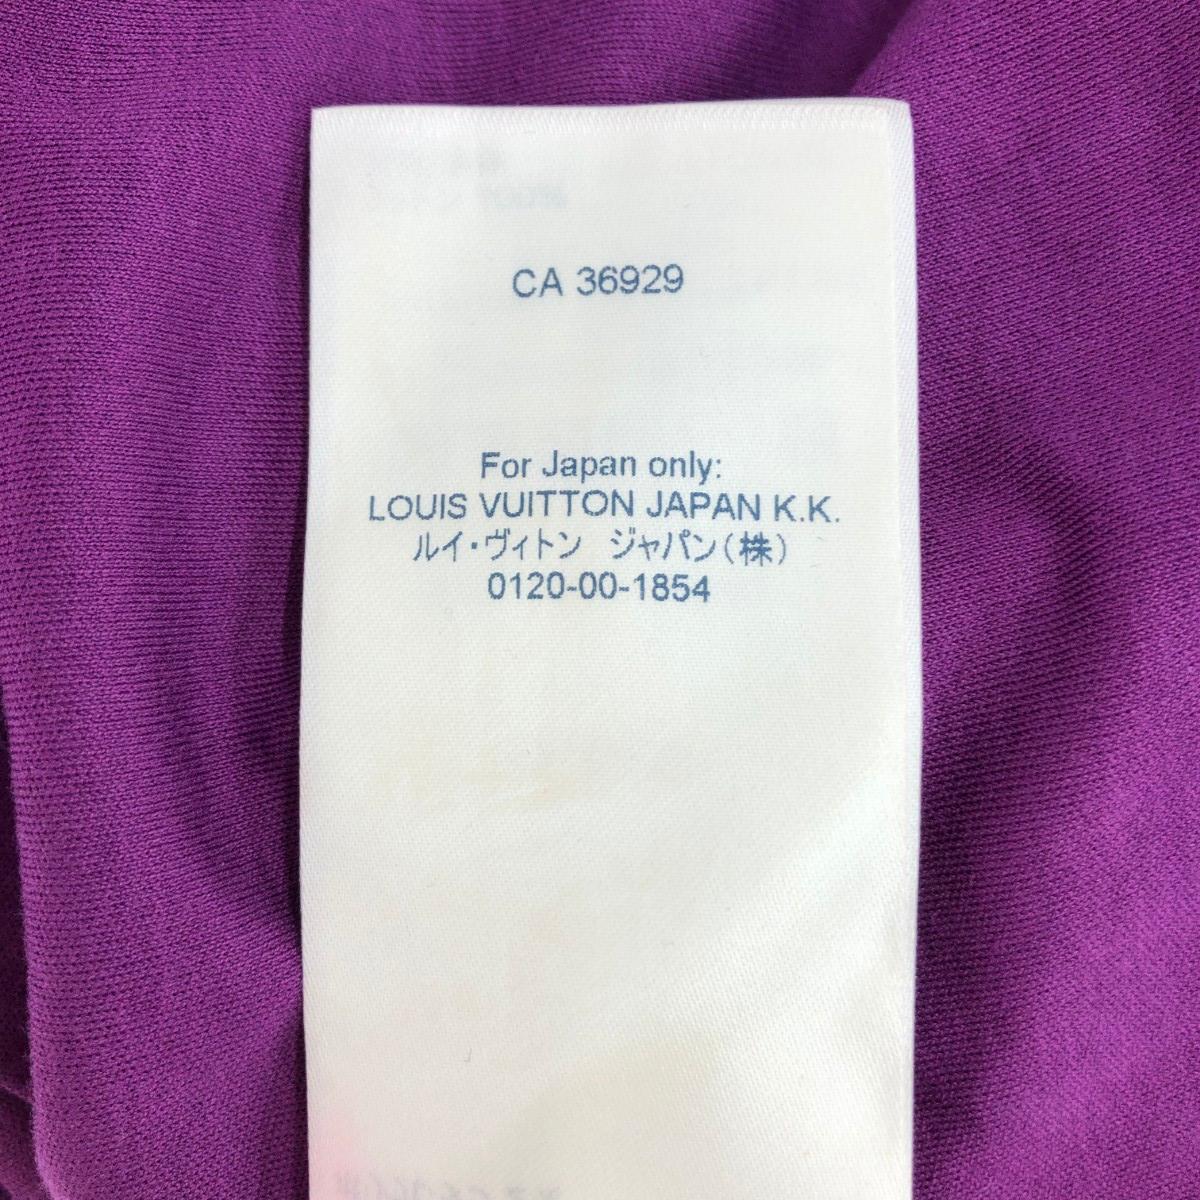 CA 36929
For Japan only:
LOUIS VUITTON JAPAN K.K.
ルイ・ヴィトン ジャパン(株)
0120-00-1854